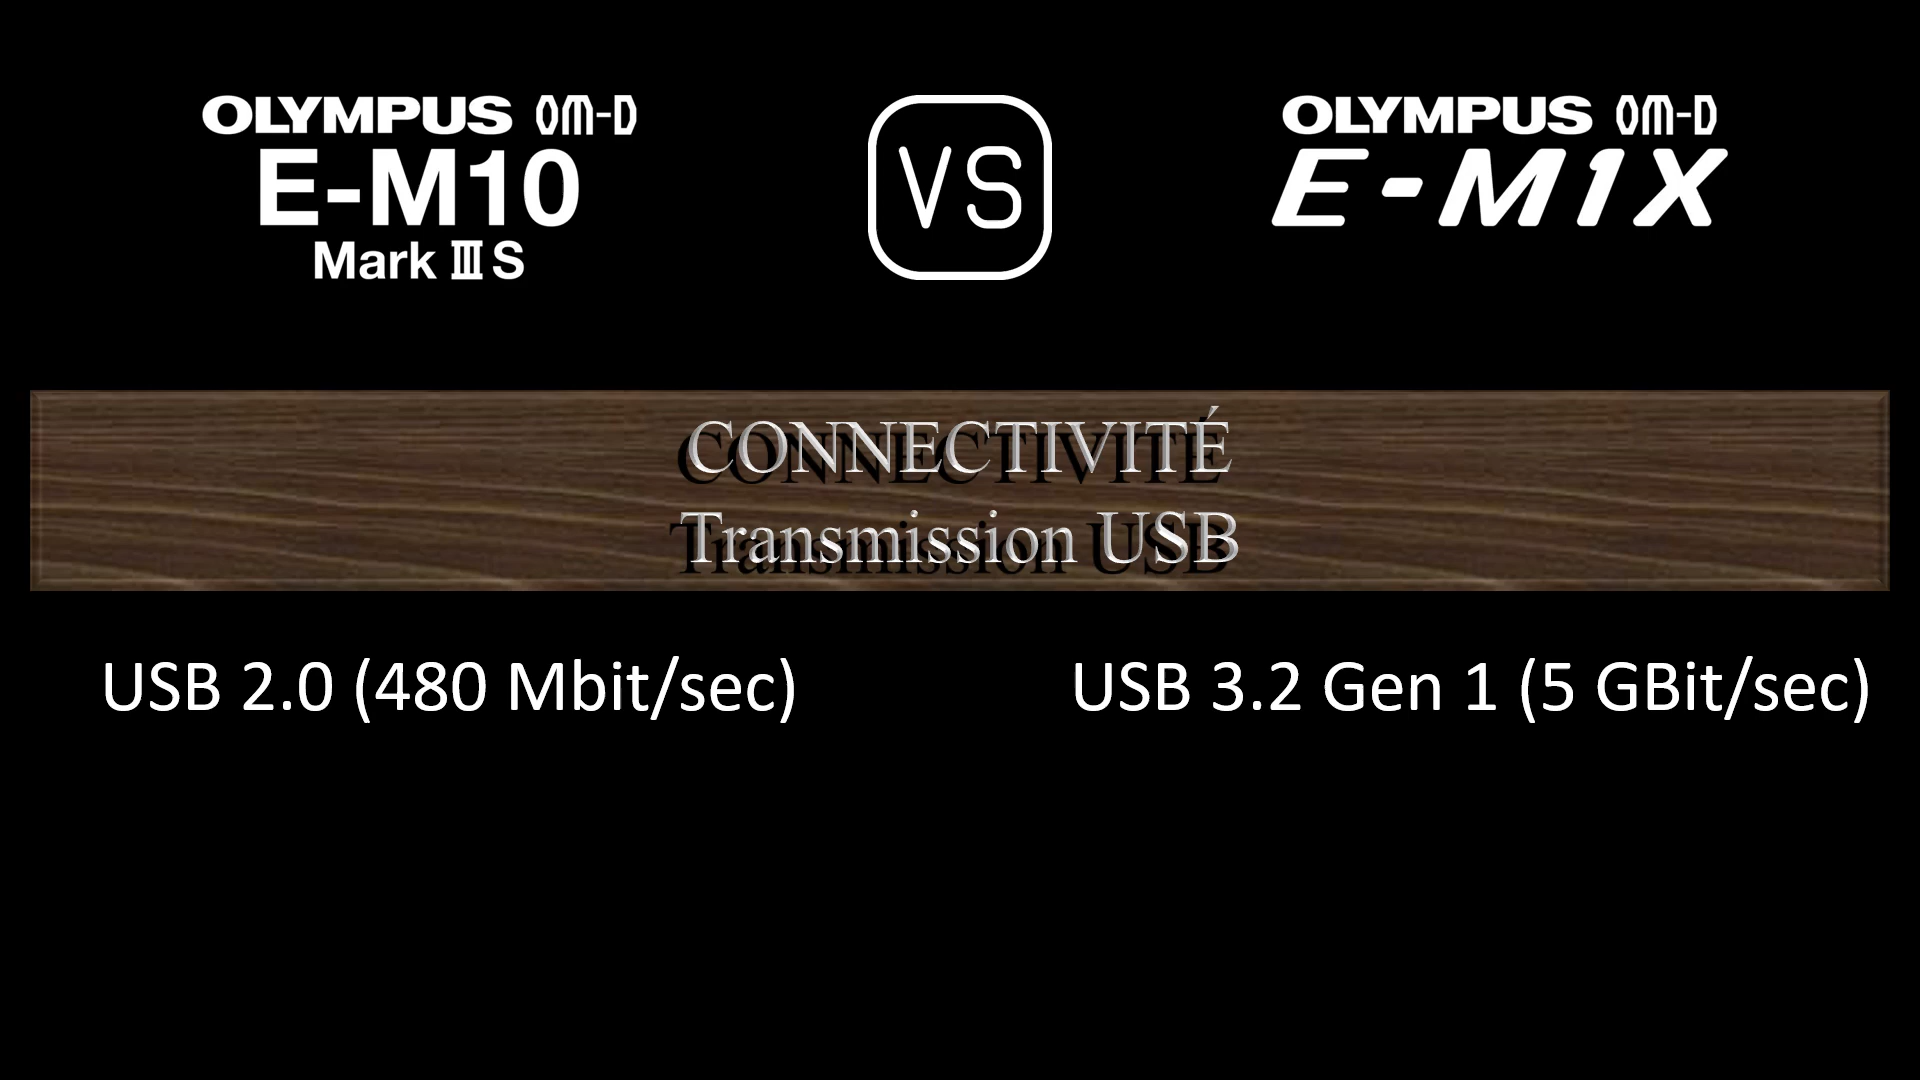 OLYMPUS OM-D
E-M10
Mark III S
VS
OLYMPUS OM-D
E-M1X
CONNECTIVITÉ
Transmission USB
USB 2.0 (480 Mbit/sec)
USB 3.2 Gen 1 (5 GBit/sec)